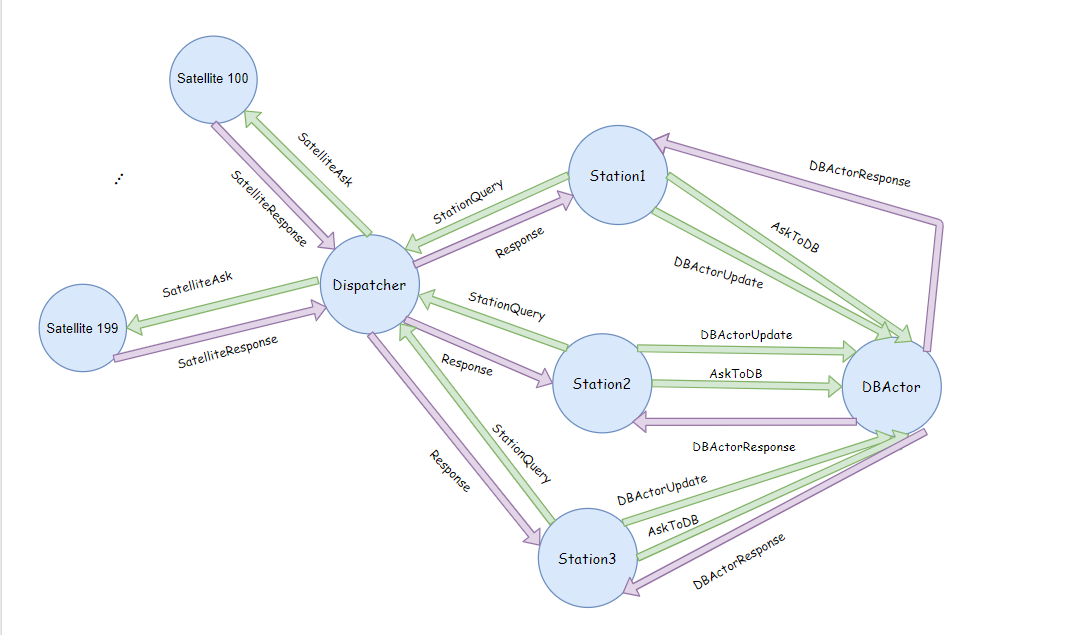 Satellite 100
SatelliteAsk
SatelliteResponse
...
Satellite 199
SatelliteAsk
SatelliteResponse
Dispatcher
StationQuery
Response
StationQuery
Response
StationQuery
Response
Station1
DBActorResponse
AskToDB
DBActorUpdate
Station2
DBActorUpdate
AskToDB
DBActorResponse
DBActor
Station3
DBActorUpdate
AskToDB
DBActorResponse